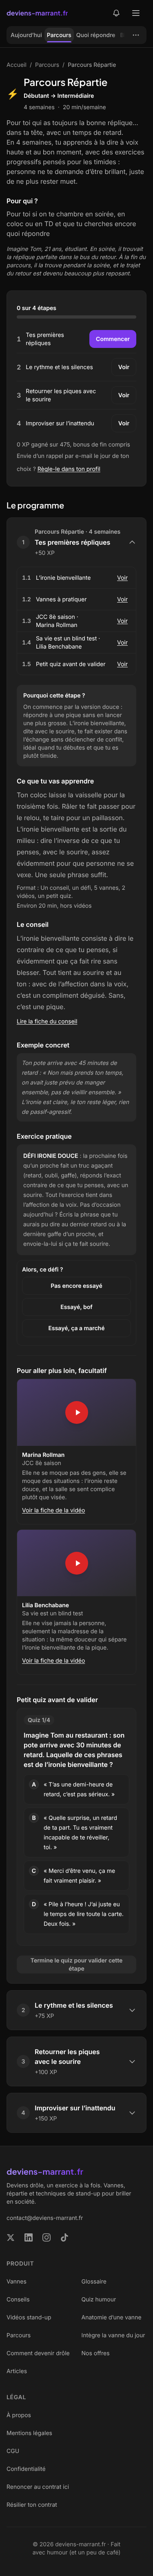 deviens-marrant.fr
Aujourd'hui Parcours Quoi répondre
Accueil / Parcours / Parcours Répartie
Parcours Répartie
Débutant → Intermédiaire
4 semaines · 20 min/semaine
Pour toi qui as toujours la bonne réplique... dans ta tête, avec trois heures de retard. En 4 semaines, tu passes de la vanne à froid à l'ironie en mouvement, avec des exercices progressifs pensés pour les timides : personne ne te demande d'être brillant, juste de ne plus rester muet.
Pour qui ?
Pour toi si on te chambre en soirée, en coloc ou en TD et que tu cherches encore quoi répondre
Imagine Tom, 21 ans, étudiant. En soirée, il trouvait la réplique parfaite dans le bus du retour. À la fin du parcours, il la trouve pendant la soirée, et le trajet du retour est devenu beaucoup plus reposant.
0 sur 4 étapes
1 Tes premières répliques
Commencer
2 Le rythme et les silences
Voir
3 Retourner les piques avec le sourire
Voir
4 Improviser sur l'inattendu
Voir
0 XP gagné sur 475, bonus de fin compris
Envie d'un rappel par e-mail le jour de ton choix ? Règle-le dans ton profil
Le programme
1
Parcours Répartie · 4 semaines
Tes premières répliques
+50 XP
1.1 L'ironie bienveillante Voir
1.2 Vannes à pratiquer Voir
1.3 JCC 8è saison · Marina Rollman Voir
1.4 Sa vie est un blind test · Lilia Benchabane Voir
1.5 Petit quiz avant de valider Voir
Pourquoi cette étape ?
On commence par la version douce : répondre à une pique sans en lancer une plus grosse. L'ironie bienveillante, dite avec le sourire, te fait exister dans l'échange sans déclencher de conflit, idéal quand tu débutes et que tu es plutôt timide.
Ce que tu vas apprendre
Ton coloc laisse la vaisselle pour la troisième fois. Râler te fait passer pour un relou, te taire pour un paillasson. L'ironie bienveillante est la sortie du milieu : dire l'inverse de ce que tu penses, avec le sourire, assez évidemment pour que personne ne se vexe. Une seule phrase suffit.
Format : Un conseil, un défi, 5 vannes, 2 vidéos, un petit quiz.
Environ 20 min, hors vidéos
Le conseil
L'ironie bienveillante consiste à dire le contraire de ce que tu penses, si évidemment que ça fait rire sans blesser. Tout est dans le sourire et un ton : avec de l'affection dans la voix, c'est un compliment déguisé. Sans, c'est une pique.
Lire la fiche du conseil
Exemple concret
Ton pote arrive avec 45 minutes de retard : « Non mais prends ton temps, on avait juste prévu de manger ensemble, pas de vieillir ensemble. » L'ironie est claire, le ton reste léger, rien de passif-agressif.
Exercice pratique
DÉFI IRONIE DOUCE : la prochaine fois qu'un proche fait un truc agaçant (retard, oubli, gaffe), réponds l'exact contraire de ce que tu penses, avec un sourire. Tout l'exercice tient dans l'affection de la voix. Pas d'occasion aujourd'hui ? Écris la phrase que tu aurais pu dire au dernier retard ou à la dernière gaffe d'un proche, et envoie-la-lui si ça te fait sourire.
Alors, ce défi ?
Pas encore essayé
Essayé, bof
Essayé, ça a marché
Pour aller plus loin, facultatif
Marina Rollman
JCC 8è saison
Elle ne se moque pas des gens, elle se moque des situations : l'ironie reste douce, et la salle se sent complice plutôt que visée.
Voir la fiche de la vidéo
Lilia Benchabane
Sa vie est un blind test
Elle ne vise jamais la personne, seulement la maladresse de la situation : la même douceur qui sépare l'ironie bienveillante de la pique.
Voir la fiche de la vidéo
Petit quiz avant de valider
Quiz 1/4
Imagine Tom au restaurant : son pote arrive avec 30 minutes de retard. Laquelle de ces phrases est de l'ironie bienveillante ?
A « T'as une demi-heure de retard, c'est pas sérieux. »
B « Quelle surprise, un retard de ta part. Tu es vraiment incapable de te réveiller, toi. »
C « Merci d'être venu, ça me fait vraiment plaisir. »
D « Pile à l'heure ! J'ai juste eu le temps de lire toute la carte. Deux fois. »
Termine le quiz pour valider cette étape
2 Le rythme et les silences
+75 XP
3 Retourner les piques avec le sourire
+100 XP
4 Improviser sur l'inattendu
+150 XP
deviens-marrant.fr
Deviens drôle, un exercice à la fois. Vannes, répartie et techniques de stand-up pour briller en société.
contact@deviens-marrant.fr
PRODUIT
Vannes
Glossaire
Conseils
Quiz humour
Vidéos stand-up
Anatomie d'une vanne
Parcours
Intègre la vanne du jour
Comment devenir drôle
Nos offres
Articles
LÉGAL
À propos
Mentions légales
CGU
Confidentialité
Renoncer au contrat ici
Résilier ton contrat
© 2026 deviens-marrant.fr · Fait avec humour (et un peu de café)